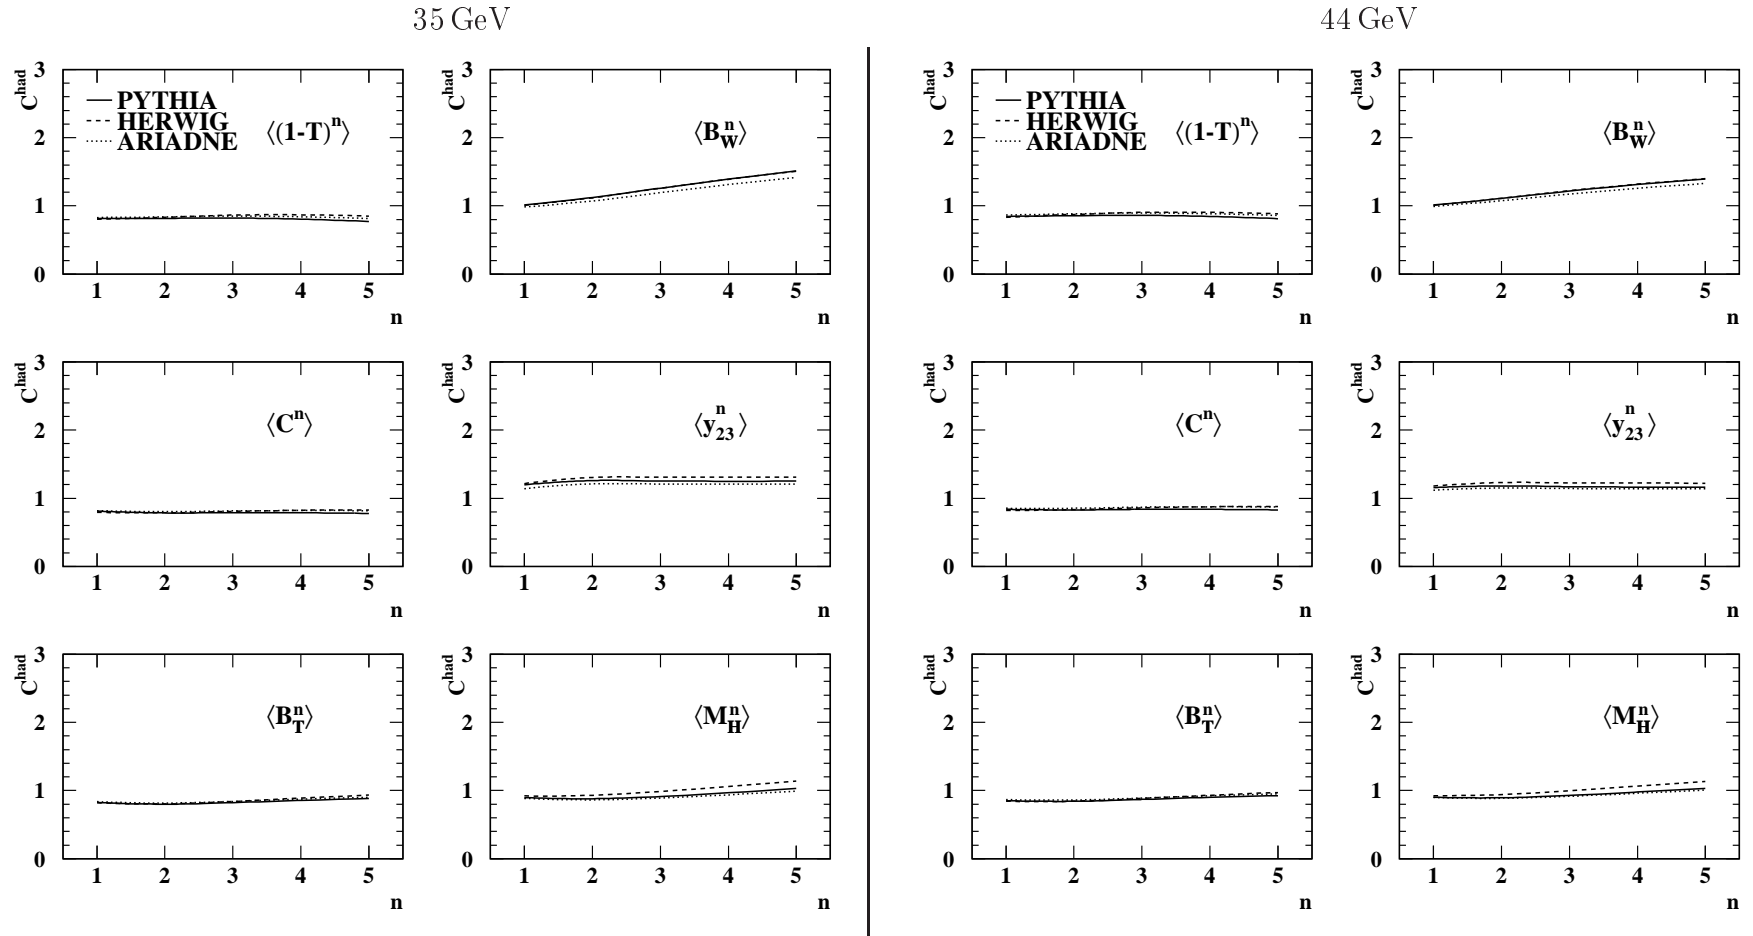 35 GeV
44 GeV
C^had
3
2
1
0
PYTHIA
HERWIG
ARIADNE
⟨(1-T)^n⟩
1 2 3 4 5
n
C^had
3
2
1
0
⟨B_W^n⟩
1 2 3 4 5
n
C^had
3
2
1
0
PYTHIA
HERWIG
ARIADNE
⟨(1-T)^n⟩
1 2 3 4 5
n
C^had
3
2
1
0
⟨B_W^n⟩
1 2 3 4 5
n
C^had
3
2
1
0
⟨C^n⟩
1 2 3 4 5
n
C^had
3
2
1
0
⟨y_23^n⟩
1 2 3 4 5
n
C^had
3
2
1
0
⟨C^n⟩
1 2 3 4 5
n
C^had
3
2
1
0
⟨y_23^n⟩
1 2 3 4 5
n
C^had
3
2
1
0
⟨B_T^n⟩
1 2 3 4 5
n
C^had
3
2
1
0
⟨M_H^n⟩
1 2 3 4 5
n
C^had
3
2
1
0
⟨B_T^n⟩
1 2 3 4 5
n
C^had
3
2
1
0
⟨M_H^n⟩
1 2 3 4 5
n